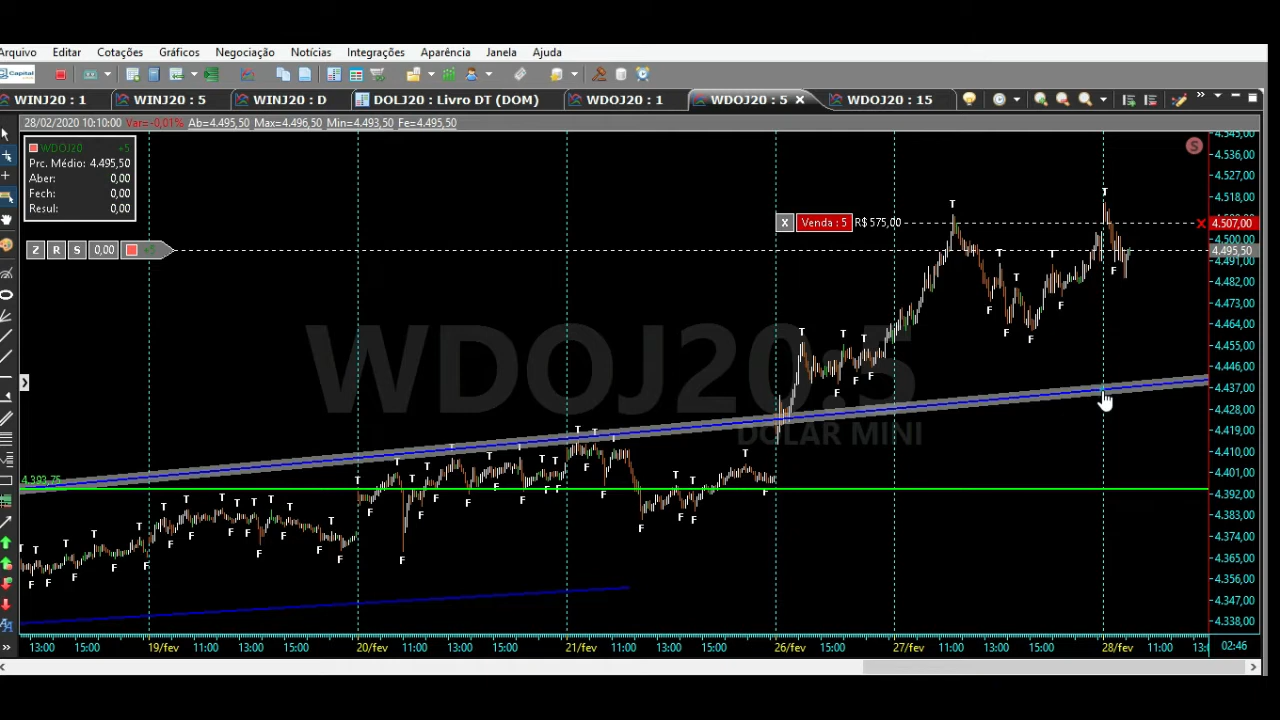 Arquivo Editar Cotações Gráficos Negociação Notícias Integrações Aparência Janela Ajuda
Capital
WINJ20 : 1 WINJ20 : 5 WINJ20 : D DOLJ20 : Livro DT (DOM) WDOJ20 : 1 WDOJ20 : 5 WDOJ20 : 15
28/02/2020 10:10:00 Var=-0,01% Ab=4.495,50 Max=4.496,50 Min=4.493,50 Fe=4.495,50
WDOJ20 +5
Prc. Médio: 4.495,50
Aber: 0,00
Fech: 0,00
Resul: 0,00
S
X Venda : 5 R$ 575,00
Z R S 0,00 +5
WDOJ20:5
DOLAR MINI
4.393,75
4.545,00
4.536,00
4.527,00
4.518,00
4.507,00
4.500,00
4.495,50
4.491,00
4.482,00
4.473,00
4.464,00
4.455,00
4.446,00
4.437,00
4.428,00
4.419,00
4.410,00
4.401,00
4.392,00
4.383,00
4.374,00
4.365,00
4.356,00
4.347,00
4.338,00
13:00 15:00 19/fev 11:00 13:00 15:00 20/fev 11:00 13:00 15:00 21/fev 11:00 13:00 15:00 26/fev 15:00 27/fev 11:00 13:00 15:00 28/fev 11:00 02:46